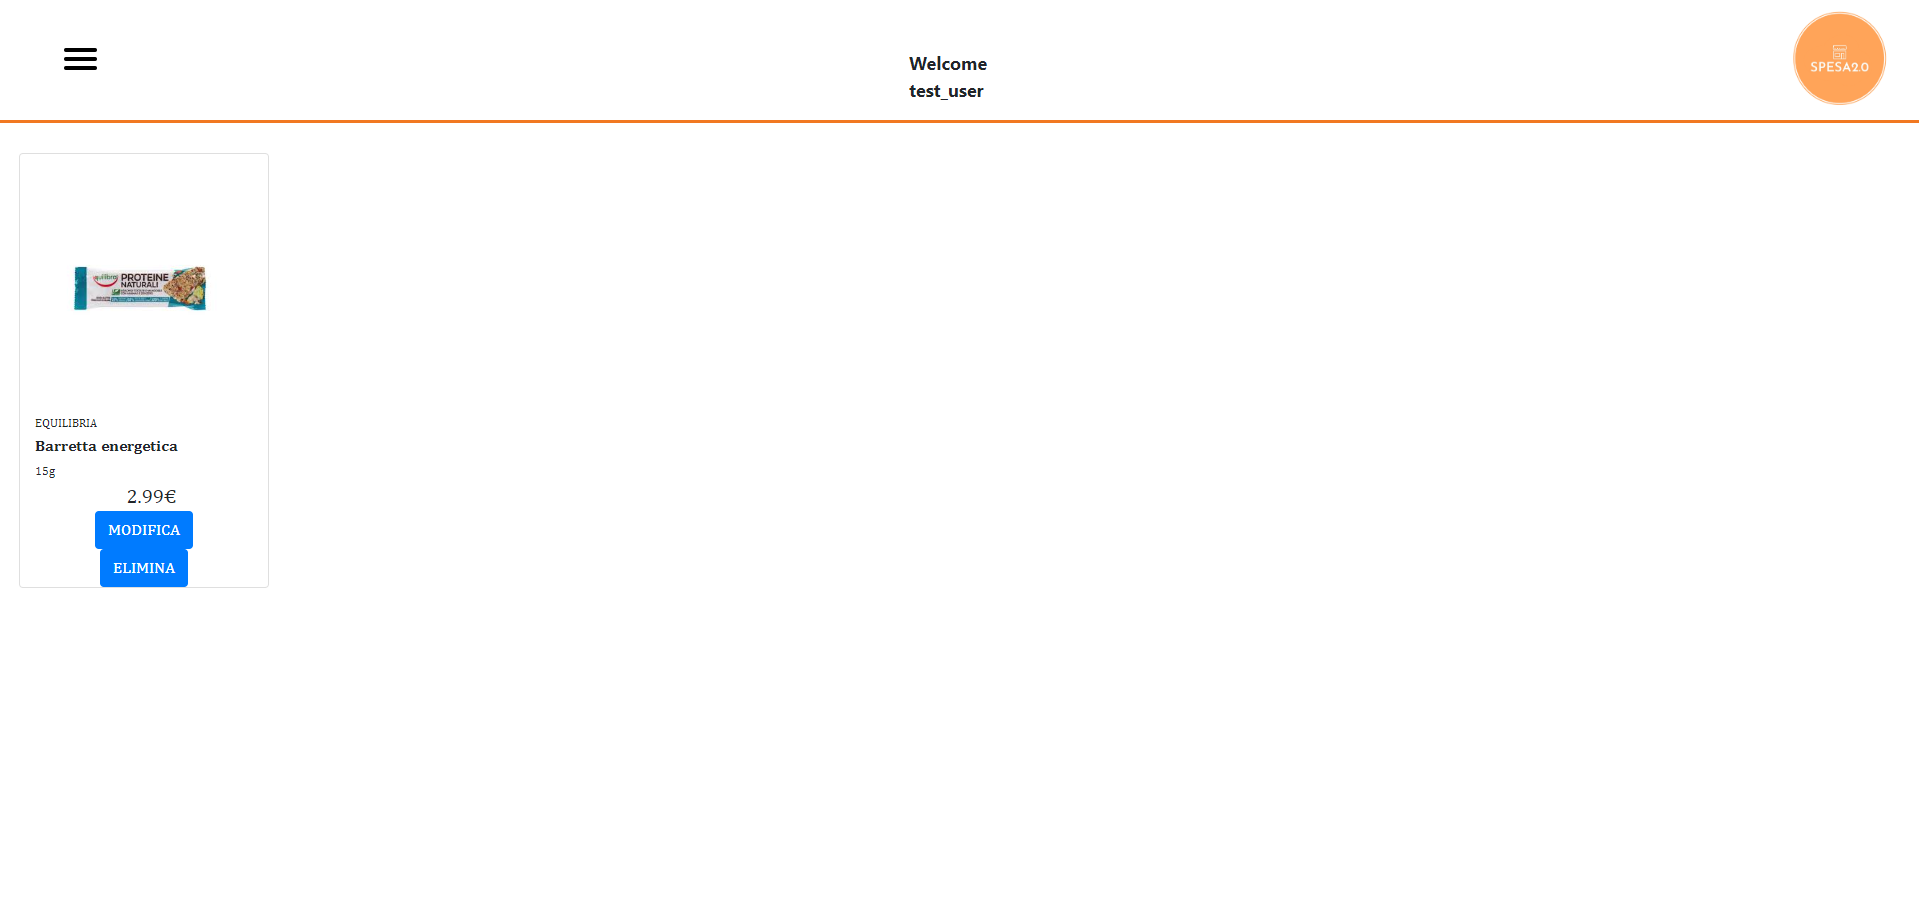 Welcome
test_user
SPESA2.0
PROTEINE
NATURALI
EQUILIBRIA
Barretta energetica
15g
2.99€
MODIFICA
ELIMINA